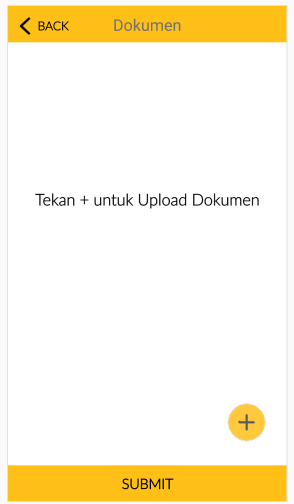 BACK Dokumen
Tekan + untuk Upload Dokumen
+
SUBMIT